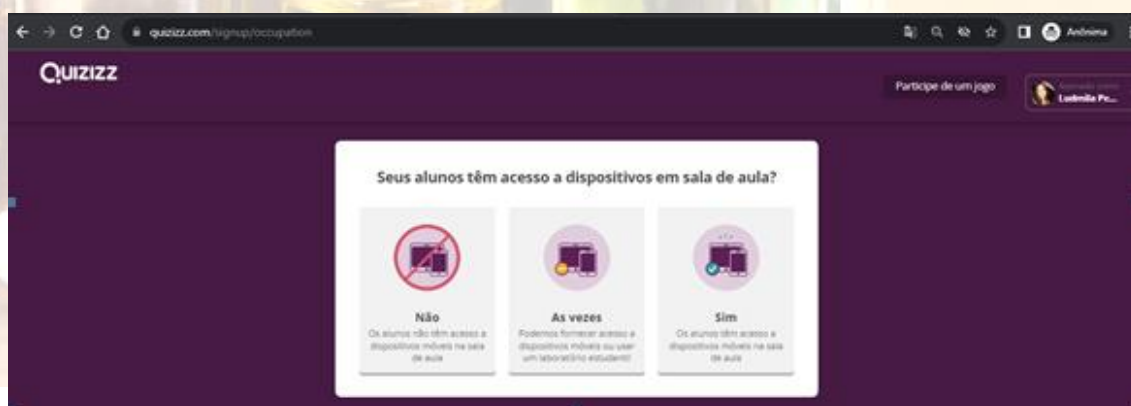 quizizz.com/signup/occupation
Anônima
Quizizz
Participe de um jogo
Ludmila Pe...
Seus alunos têm acesso a dispositivos em sala de aula?
Não
Os alunos não têm acesso a
dispositivos móveis na sala
de aula
As vezes
Podemos fornecer acesso a
dispositivos móveis ou usar
um laboratório estudantil
Sim
Os alunos têm acesso a
dispositivos móveis na sala
de aula